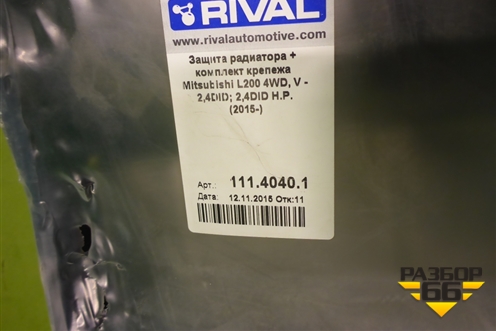 RIVAL
www.rivalautomotive.com
Защита радиатора +
комплект крепежа
Mitsubishi L200 4WD, V -
2,4DID; 2,4DID H.P.
(2015-)
Арт.: 111.4040.1
Дата: 12.11.2015 Отк:11
РАЗБОР
66